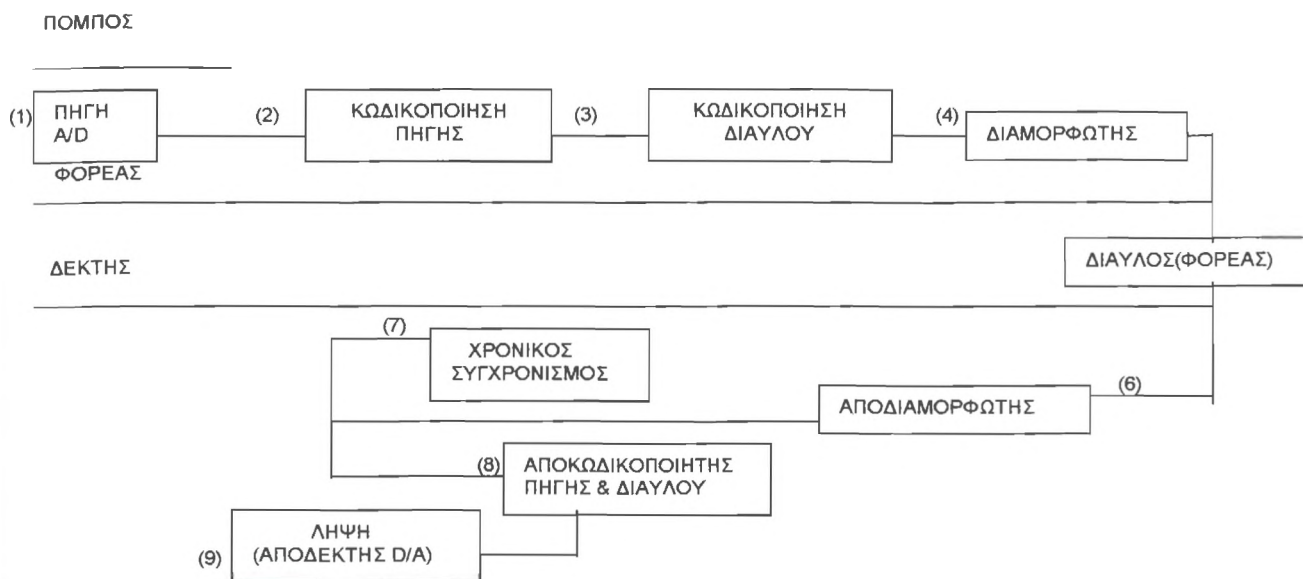 ΠΟΜΠΟΣ
(1) ΠΗΓΗ
A/D
(2) ΚΩΔΙΚΟΠΟΙΗΣΗ
ΠΗΓΗΣ
(3) ΚΩΔΙΚΟΠΟΙΗΣΗ
ΔΙΑΥΛΟΥ
(4) ΔΙΑΜΟΡΦΩΤΗΣ
ΦΟΡΕΑΣ
ΔΙΑΥΛΟΣ(ΦΟΡΕΑΣ)
ΔΕΚΤΗΣ
(7) ΧΡΟΝΙΚΟΣ
ΣΥΓΧΡΟΝΙΣΜΟΣ
(6)
ΑΠΟΔΙΑΜΟΡΦΩΤΗΣ
(8) ΑΠΟΚΩΔΙΚΟΠΟΙΗΤΗΣ
ΠΗΓΗΣ & ΔΙΑΥΛΟΥ
ΛΗΨΗ
(9) (ΑΠΟΔΕΚΤΗΣ D/A)